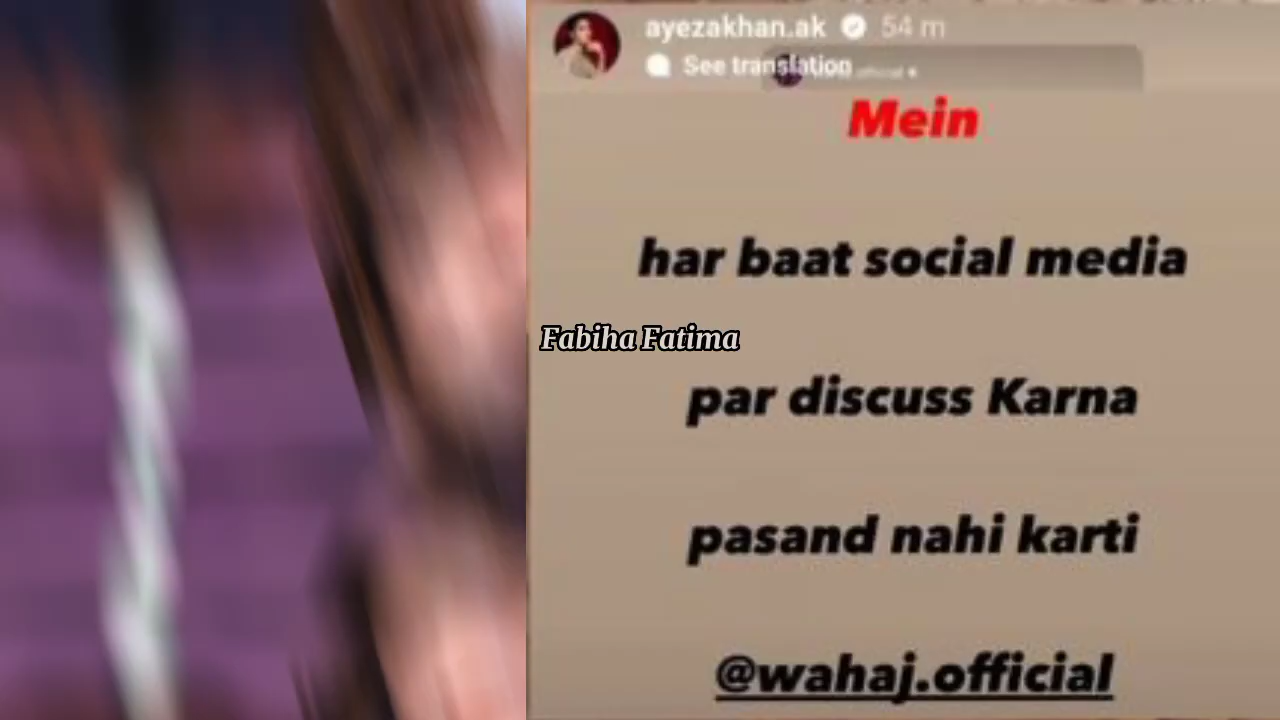 ayezakhan.ak 54 m
See translation
Mein
har baat social media
Fabiha Fatima
par discuss Karna
pasand nahi karti
@wahaj.official